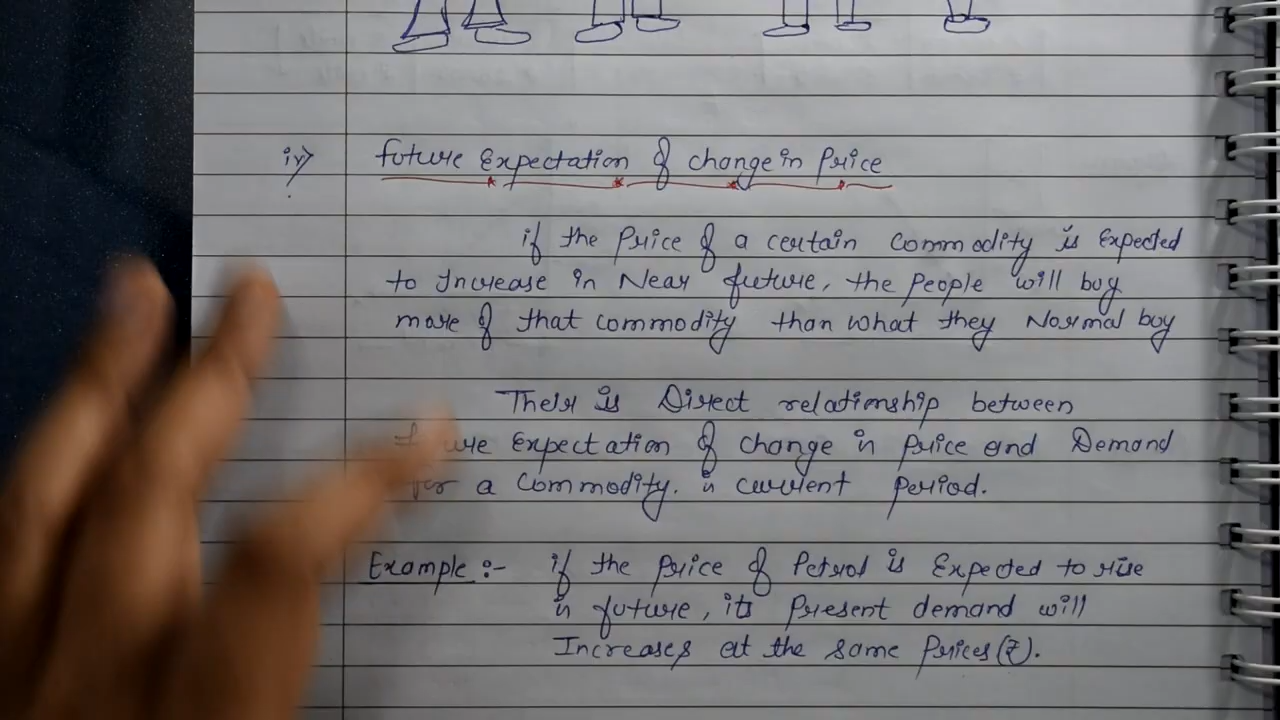 iv) future Expectation of change in Price
if the Price of a certain Commodity is Expected
to Increase in Near future, the People will buy
more of that commodity than what they Normal buy
Ther is Direct relationship between
Expectation of change in price and Demand
for a Commodity. in current period.
Example :- if the price of Petrol is Expected to rise
in future, its Present demand will
Increases at the same Prices (₹).